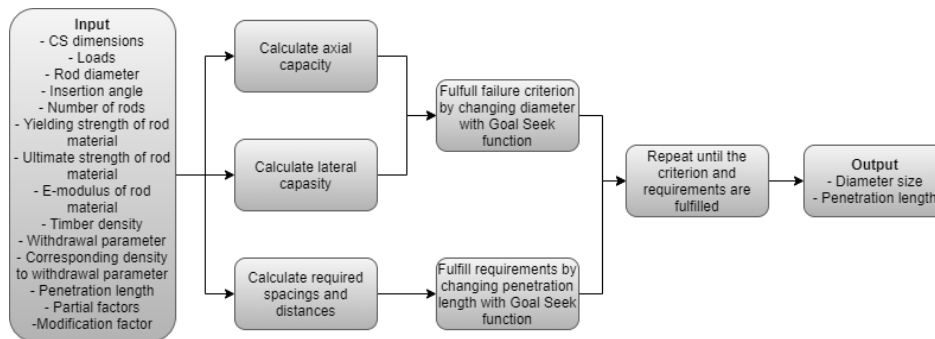 Input
- CS dimensions
- Loads
- Rod diameter
- Insertion angle
- Number of rods
- Yielding strength of rod
material
- Ultimate strength of rod
material
- E-modulus of rod
material
- Timber density
- Withdrawal parameter
- Corresponding density
to withdrawal parameter
- Penetration length
- Partial factors
-Modification factor
Calculate axial
capacity
Calculate lateral
capasity
Calculate required
spacings and
distances
Fulfull failure criterion
by changing diameter
with Goal Seek
function
Fulfill requirements by
changing penetration
length with Goal Seek
function
Repeat until the
criterion and
requirements are
fulfilled
Output
- Diameter size
- Penetration length